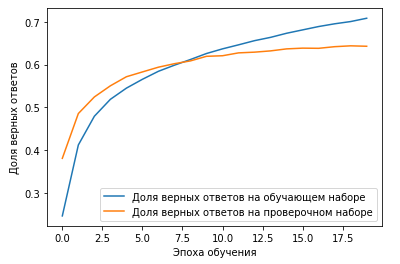 0.7
0.6
0.5
0.4
0.3
Доля верных ответов
Доля верных ответов на обучающем наборе
Доля верных ответов на проверочном наборе
0.0 2.5 5.0 7.5 10.0 12.5 15.0 17.5
Эпоха обучения